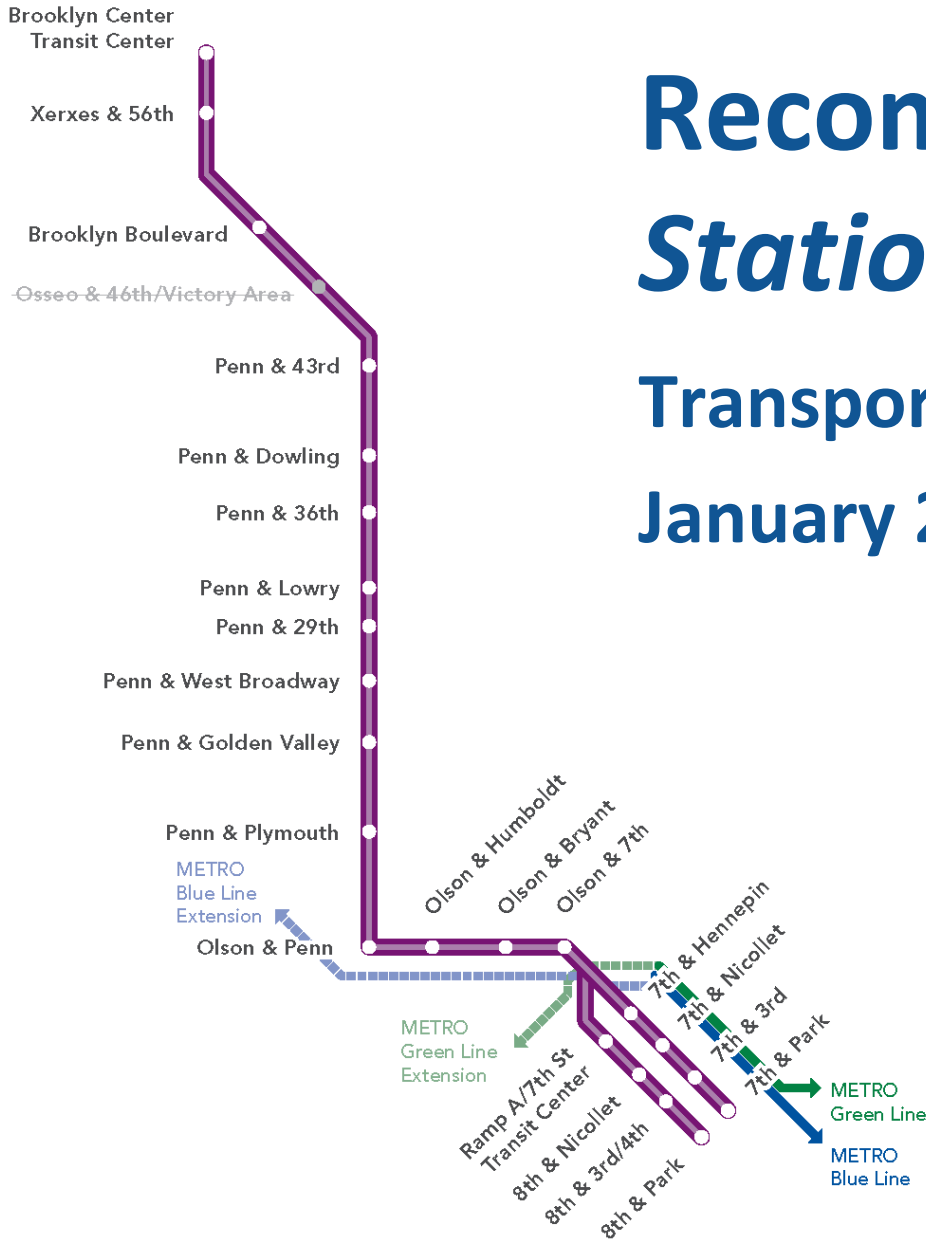 Brooklyn Center
Transit Center
Xerxes & 56th
Brooklyn Boulevard
Osseo & 46th/Victory Area
Penn & 43rd
Penn & Dowling
Penn & 36th
Penn & Lowry
Penn & 29th
Penn & West Broadway
Penn & Golden Valley
Penn & Plymouth
METRO
Blue Line
Extension
Olson & Penn
Olson & Humboldt
Olson & Bryant
Olson & 7th
7th & Hennepin
7th & Nicollet
7th & 3rd
7th & Park
METRO
Green Line
Extension
Ramp A/7th St
Transit Center
8th & Nicollet
8th & 3rd/4th
8th & Park
METRO
Green Line
METRO
Blue Line
Recon
Statio
Transpor
January 2